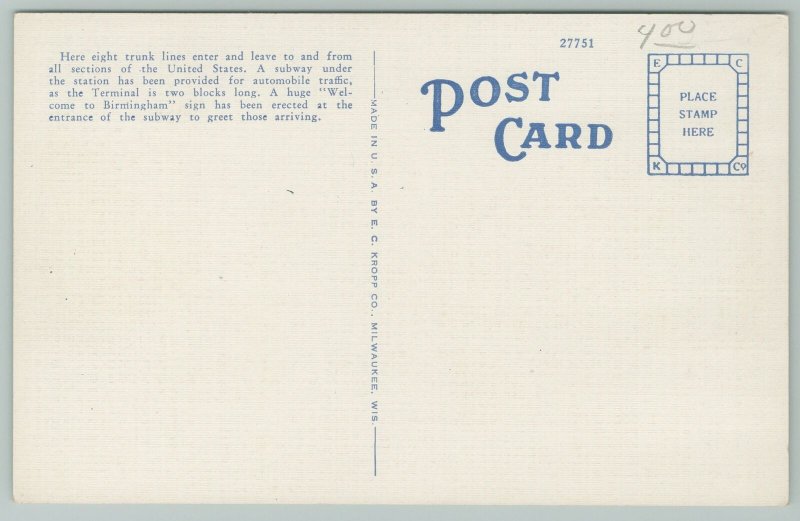 Here eight trunk lines enter and leave to and from
all sections of the United States. A subway under
the station has been provided for automobile traffic,
as the Terminal is two blocks long. A huge "Wel-
come to Birmingham" sign has been erected at the
entrance of the subway to greet those arriving.
MADE IN U. S. A. BY E. C. KROPP CO., MILWAUKEE, WIS.
27751
400
POST
CARD
E C
PLACE
STAMP
HERE
K Co